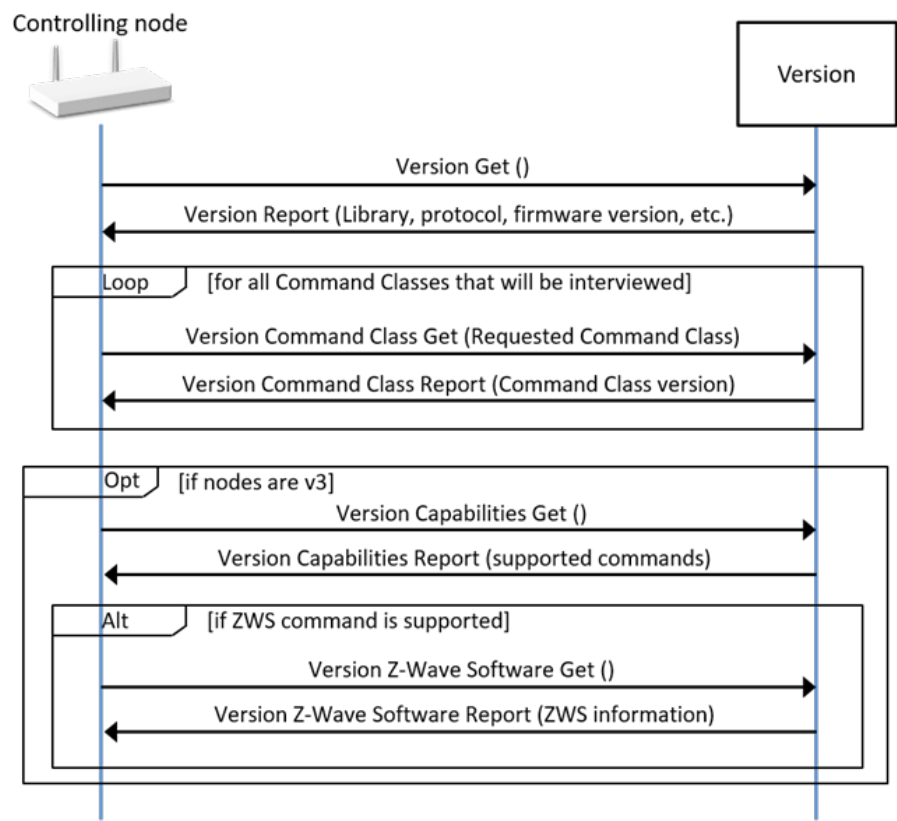 Controlling node
Version
Version Get ()
Version Report (Library, protocol, firmware version, etc.)
Loop [for all Command Classes that will be interviewed]
Version Command Class Get (Requested Command Class)
Version Command Class Report (Command Class version)
Opt [if nodes are v3]
Version Capabilities Get ()
Version Capabilities Report (supported commands)
Alt [if ZWS command is supported]
Version Z-Wave Software Get ()
Version Z-Wave Software Report (ZWS information)